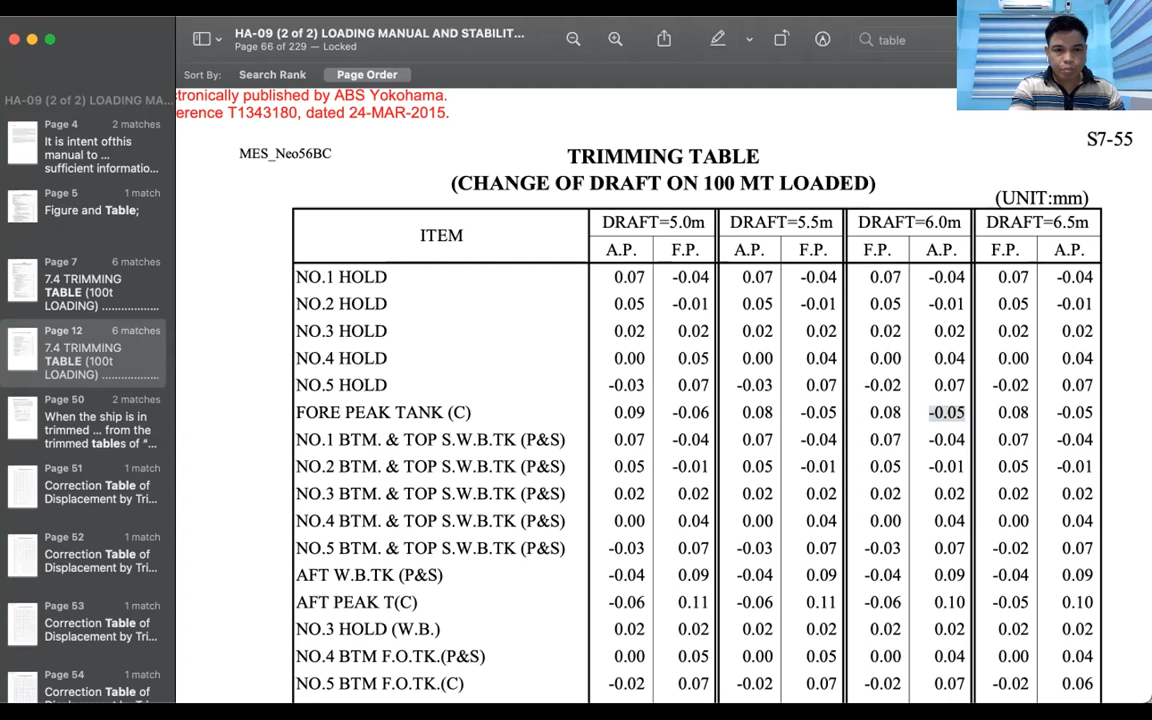 HA-09 (2 of 2) LOADING MANUAL AND STABILIT...
Page 66 of 229 — Locked
table
Sort By: Search Rank Page Order
HA-09 (2 of 2) LOADING MA...
Page 4 2 matches
It is intent ofthis
manual to ...
sufficient informatio...
Page 5 1 match
Figure and Table;
Page 7 6 matches
7.4 TRIMMING
TABLE (100t
LOADING) ..................
Page 12 6 matches
7.4 TRIMMING
TABLE (100t
LOADING) ..................
Page 50 2 matches
When the ship is in
trimmed ... from the
trimmed tables of “...
Page 51 1 match
Correction Table of
Displacement by Tri...
Page 52 1 match
Correction Table of
Displacement by Tri...
Page 53 1 match
Correction Table of
Displacement by Tri...
Page 54 1 match
Correction Table of
ctronically published by ABS Yokohama.
erence T1343180, dated 24-MAR-2015.
S7-55
MES_Neo56BC
TRIMMING TABLE
(CHANGE OF DRAFT ON 100 MT LOADED)
(UNIT:mm)
ITEM DRAFT=5.0m DRAFT=5.5m DRAFT=6.0m DRAFT=6.5m
A.P. F.P. A.P. F.P. F.P. A.P. F.P. A.P.
NO.1 HOLD 0.07 -0.04 0.07 -0.04 0.07 -0.04 0.07 -0.04
NO.2 HOLD 0.05 -0.01 0.05 -0.01 0.05 -0.01 0.05 -0.01
NO.3 HOLD 0.02 0.02 0.02 0.02 0.02 0.02 0.02 0.02
NO.4 HOLD 0.00 0.05 0.00 0.04 0.00 0.04 0.00 0.04
NO.5 HOLD -0.03 0.07 -0.03 0.07 -0.02 0.07 -0.02 0.07
FORE PEAK TANK (C) 0.09 -0.06 0.08 -0.05 0.08 -0.05 0.08 -0.05
NO.1 BTM. & TOP S.W.B.TK (P&S) 0.07 -0.04 0.07 -0.04 0.07 -0.04 0.07 -0.04
NO.2 BTM. & TOP S.W.B.TK (P&S) 0.05 -0.01 0.05 -0.01 0.05 -0.01 0.05 -0.01
NO.3 BTM. & TOP S.W.B.TK (P&S) 0.02 0.02 0.02 0.02 0.02 0.02 0.02 0.02
NO.4 BTM. & TOP S.W.B.TK (P&S) 0.00 0.04 0.00 0.04 0.00 0.04 0.00 0.04
NO.5 BTM. & TOP S.W.B.TK (P&S) -0.03 0.07 -0.03 0.07 -0.03 0.07 -0.02 0.07
AFT W.B.TK (P&S) -0.04 0.09 -0.04 0.09 -0.04 0.09 -0.04 0.09
AFT PEAK T(C) -0.06 0.11 -0.06 0.11 -0.06 0.10 -0.05 0.10
NO.3 HOLD (W.B.) 0.02 0.02 0.02 0.02 0.02 0.02 0.02 0.02
NO.4 BTM F.O.TK.(P&S) 0.00 0.05 0.00 0.05 0.00 0.04 0.00 0.04
NO.5 BTM F.O.TK.(C) -0.02 0.07 -0.02 0.07 -0.02 0.07 -0.02 0.06